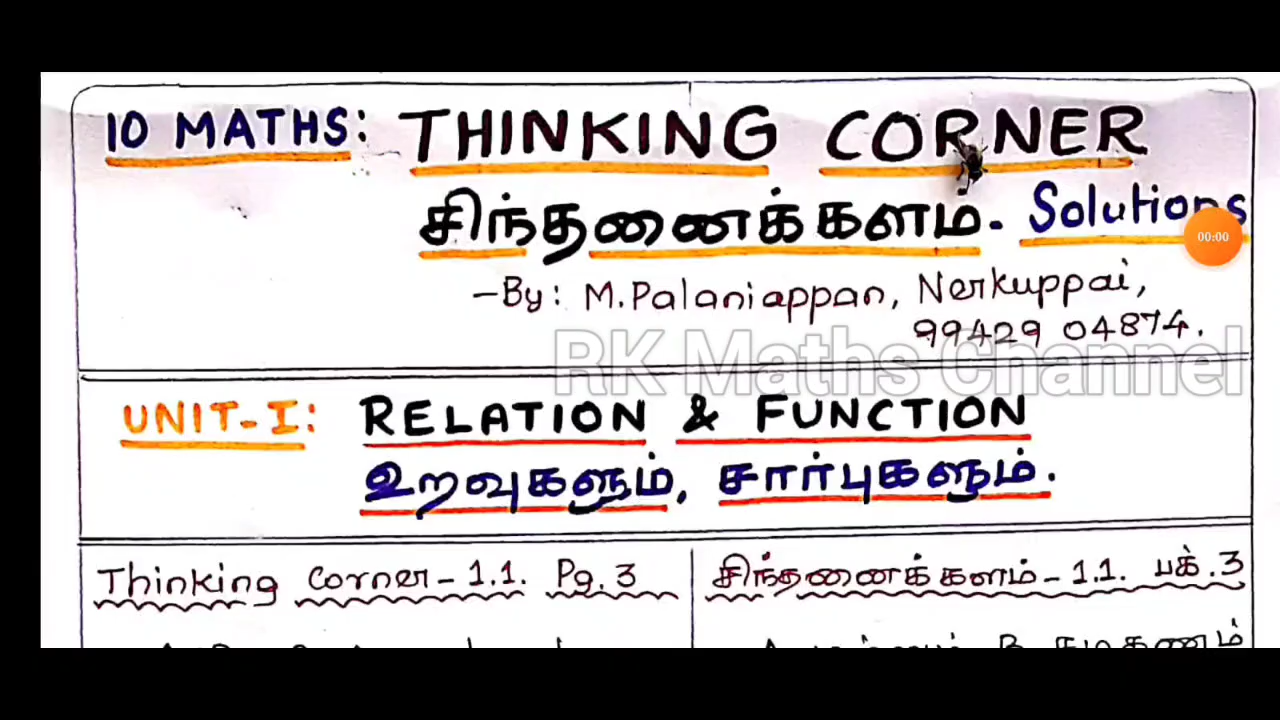 10 MATHS: THINKING CORNER
சிந்தனைக்களம். Solutions
00:00
-By: M.Palaniappan, Nerkuppai,
99429 04874.
RK Maths Channel
UNIT-I: RELATION & FUNCTION
உறவுகளும், சார்புகளும்.
Thinking Corner-1.1. Pg.3
சிந்தனைக்களம்-1.1. பக்.3